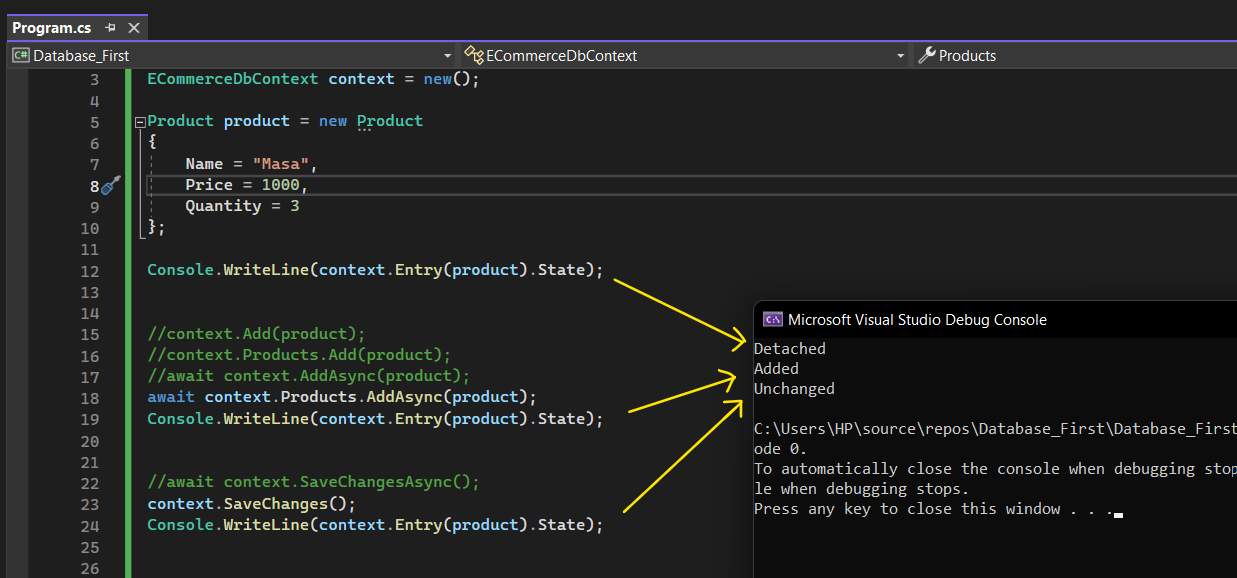 Program.cs
C# Database_First
ECommerceDbContext
Products
3 ECommerceDbContext context = new();
4
5 Product product = new Product
6 {
7 Name = "Masa",
8 Price = 1000,
9 Quantity = 3
10 };
11
12 Console.WriteLine(context.Entry(product).State);
13
14
15 //context.Add(product);
16 //context.Products.Add(product);
17 //await context.AddAsync(product);
18 await context.Products.AddAsync(product);
19 Console.WriteLine(context.Entry(product).State);
20
21
22 //await context.SaveChangesAsync();
23 context.SaveChanges();
24 Console.WriteLine(context.Entry(product).State);
25
26
C:\ Microsoft Visual Studio Debug Console
Detached
Added
Unchanged
C:\Users\HP\source\repos\Database_First\Database_First
ode 0.
To automatically close the console when debugging stop
le when debugging stops.
Press any key to close this window . . .